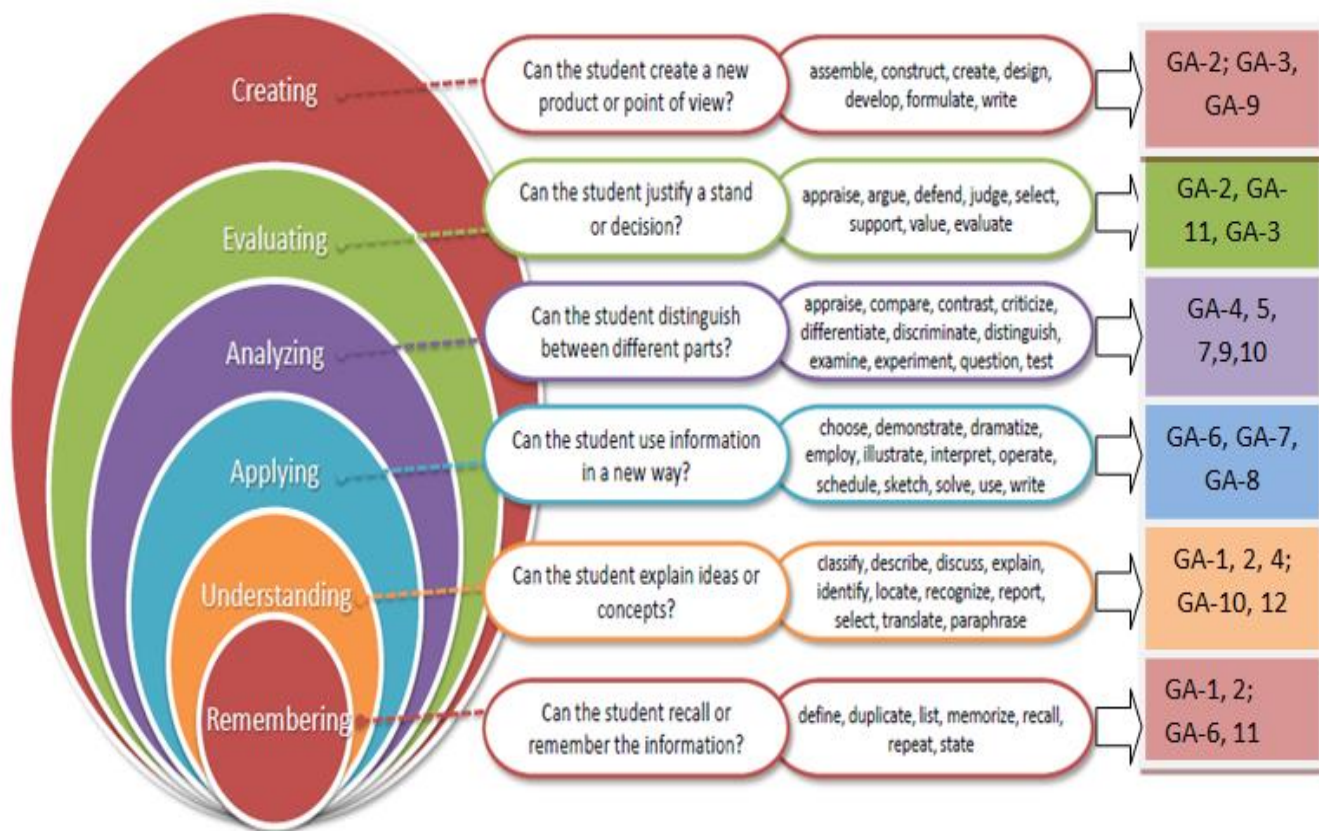 Creating
Can the student create a new
product or point of view?
assemble, construct, create, design,
develop, formulate, write
GA-2; GA-3,
GA-9
Evaluating
Can the student justify a stand
or decision?
appraise, argue, defend, judge, select,
support, value, evaluate
GA-2, GA-
11, GA-3
Analyzing
Can the student distinguish
between different parts?
appraise, compare, contrast, criticize,
differentiate, discriminate, distinguish,
examine, experiment, question, test
GA-4, 5,
7,9,10
Applying
Can the student use information
in a new way?
choose, demonstrate, dramatize,
employ, illustrate, interpret, operate,
schedule, sketch, solve, use, write
GA-6, GA-7,
GA-8
Understanding
Can the student explain ideas or
concepts?
classify, describe, discuss, explain,
identify, locate, recognize, report,
select, translate, paraphrase
GA-1, 2, 4;
GA-10, 12
Remembering
Can the student recall or
remember the information?
define, duplicate, list, memorize, recall,
repeat, state
GA-1, 2;
GA-6, 11